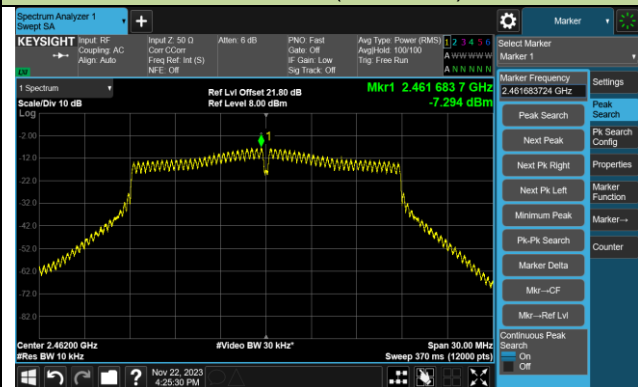 Spectrum Analyzer 1
Swept SA
+
Marker
KEYSIGHT
Input: RF
Coupling: AC
Align: Auto
Input Z: 50 Ω
Corr CCorr
Freq Ref: Int (S)
NFE: Off
Atten: 6 dB
PNO: Fast
Gate: Off
IF Gain: Low
Sig Track: Off
Avg Type: Power (RMS)
Avg|Hold: 100/100
Trig: Free Run
1 2 3 4 5 6
A W W W W W
A N N N N N
LXI
Select Marker
Marker 1
1 Spectrum
Scale/Div 10 dB
Log
Ref Lvl Offset 21.80 dB
Ref Level 8.00 dBm
Mkr1 2.461 683 7 GHz
-7.294 dBm
1
-2.00
-12.0
-22.0
-32.0
-42.0
-52.0
-62.0
-72.0
-82.0
Center 2.46200 GHz
#Res BW 10 kHz
#Video BW 30 kHz*
Span 30.00 MHz
Sweep 370 ms (12000 pts)
Marker Frequency
2.461683724 GHz
Peak Search
Next Peak
Next Pk Right
Next Pk Left
Minimum Peak
Pk-Pk Search
Marker Delta
Mkr→CF
Mkr→Ref Lvl
Continuous Peak
Search
On
Off
Settings
Peak
Search
Pk Search
Config
Properties
Marker
Function
Marker→
Counter
?
Nov 22, 2023
4:25:30 PM